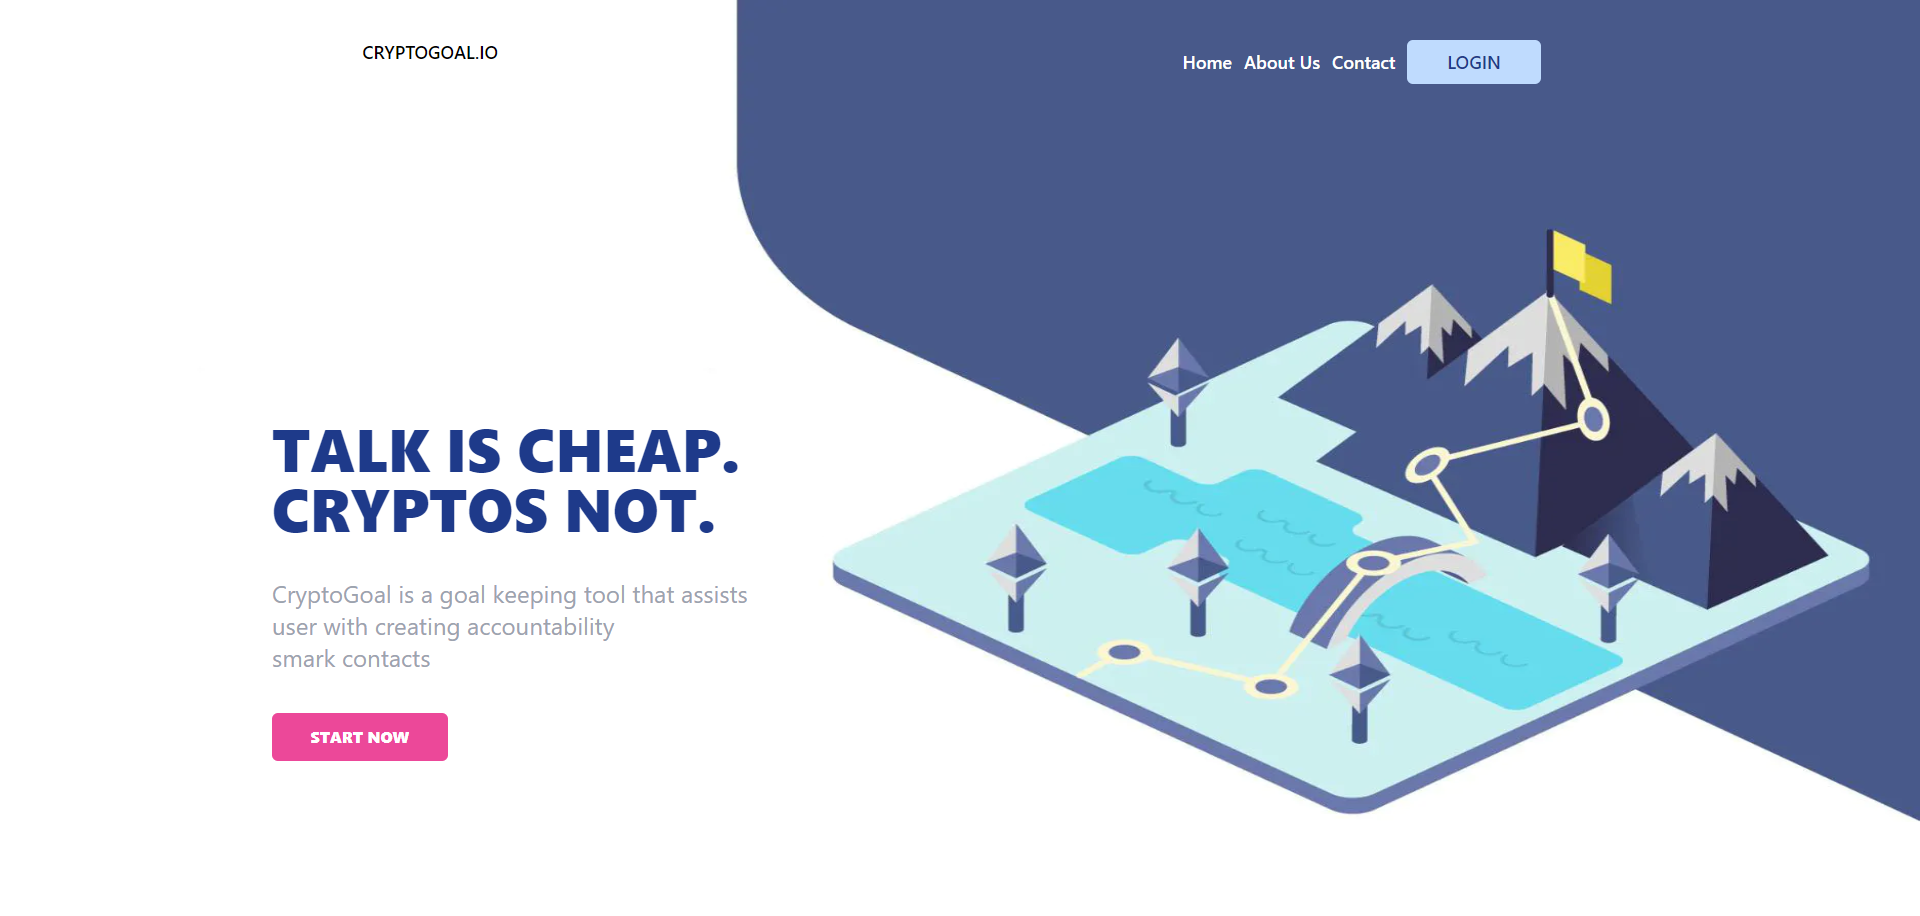 CRYPTOGOAL.IO
Home About Us Contact LOGIN
TALK IS CHEAP.
CRYPTOS NOT.
CryptoGoal is a goal keeping tool that assists
user with creating accountability
smark contacts
START NOW